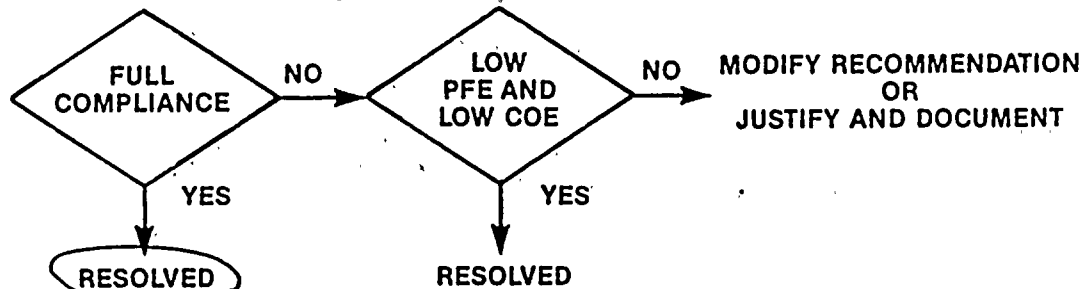 FULL
COMPLIANCE
NO
LOW
PFE AND
LOW COE
NO
MODIFY RECOMMENDATION
OR
JUSTIFY AND DOCUMENT
YES
YES
RESOLVED
RESOLVED